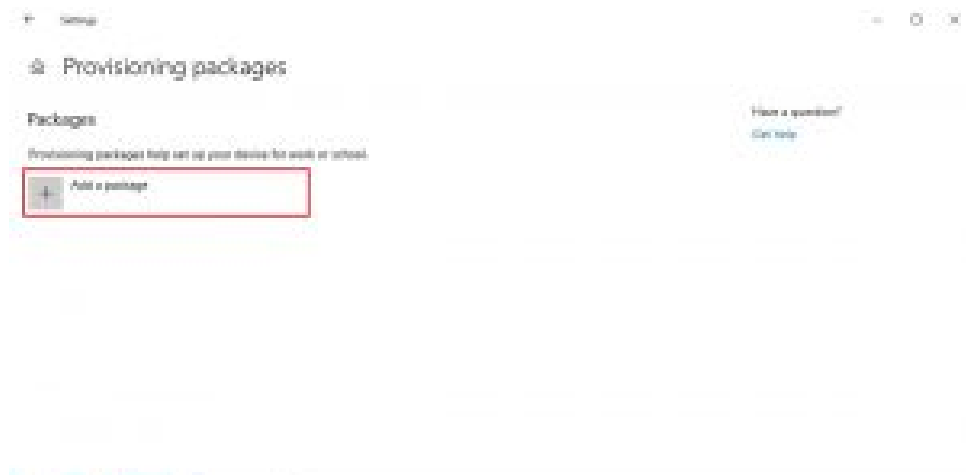 Settings
Provisioning packages
Packages
Provisioning packages help set up your device for work or school.
Add a package
Have a question?
Get help